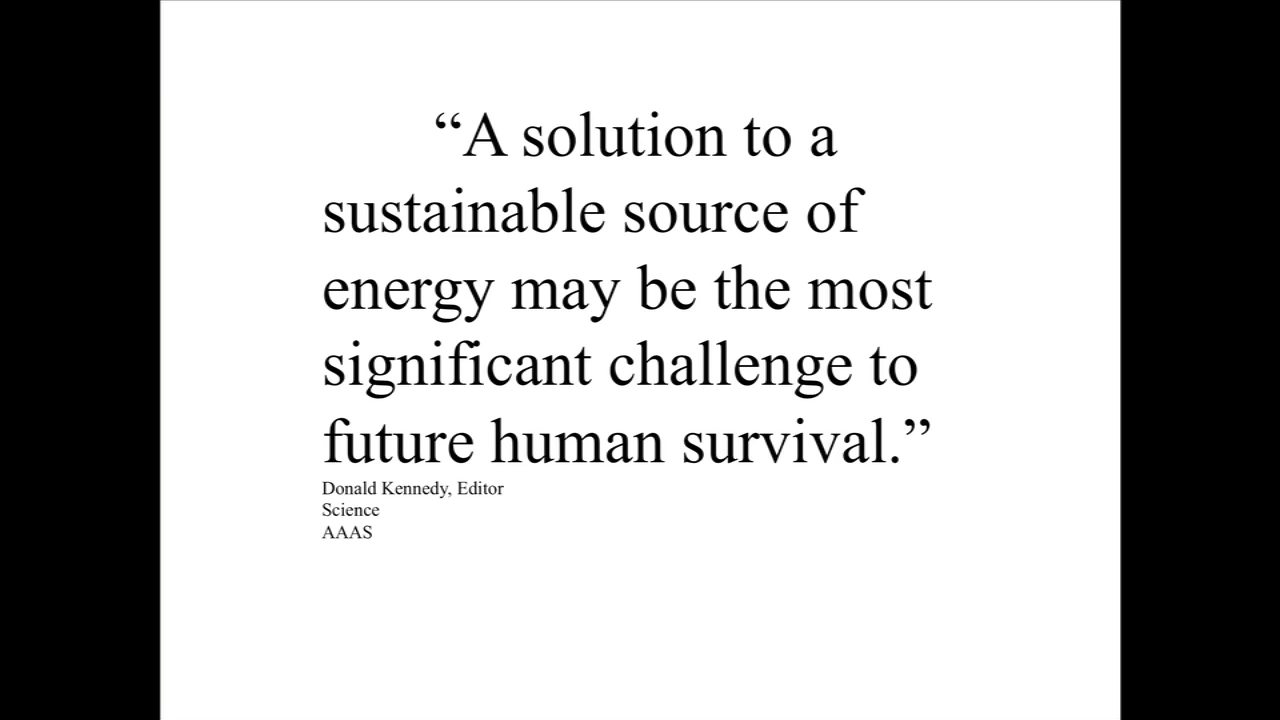 “A solution to a
sustainable source of
energy may be the most
significant challenge to
future human survival.”
Donald Kennedy, Editor
Science
AAAS